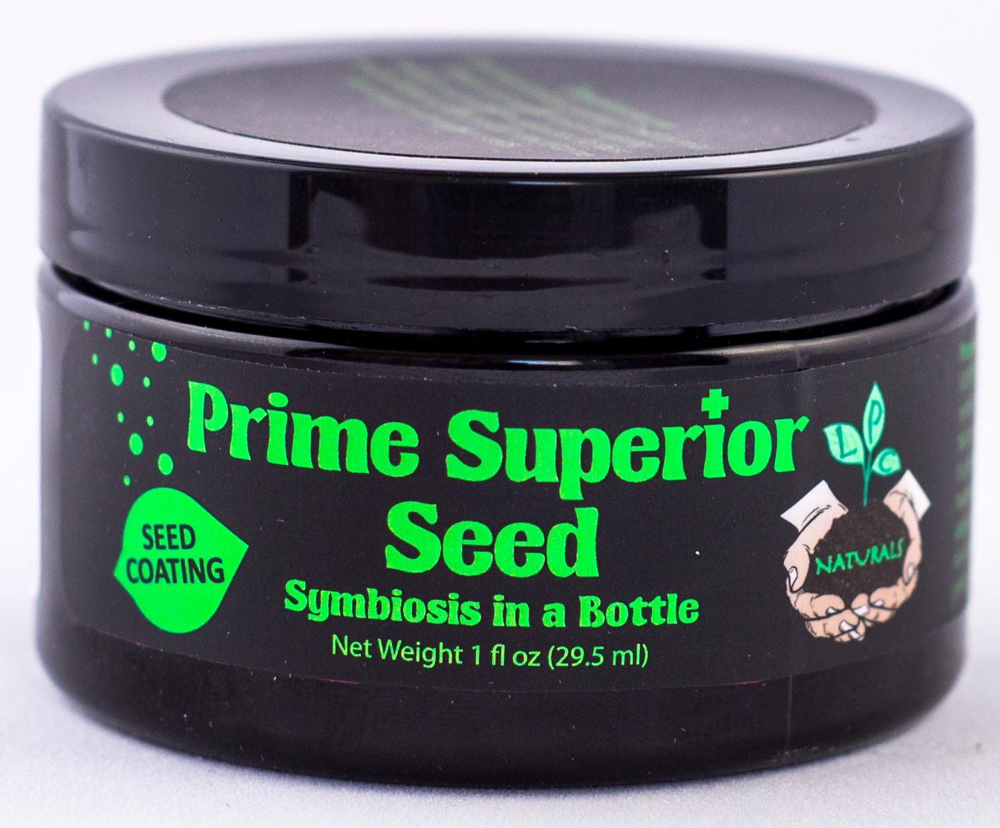 Prime Superior
Seed
Symbiosis in a Bottle
Net Weight 1 fl oz (29.5 ml)
SEED
COATING
L P C
NATURALS